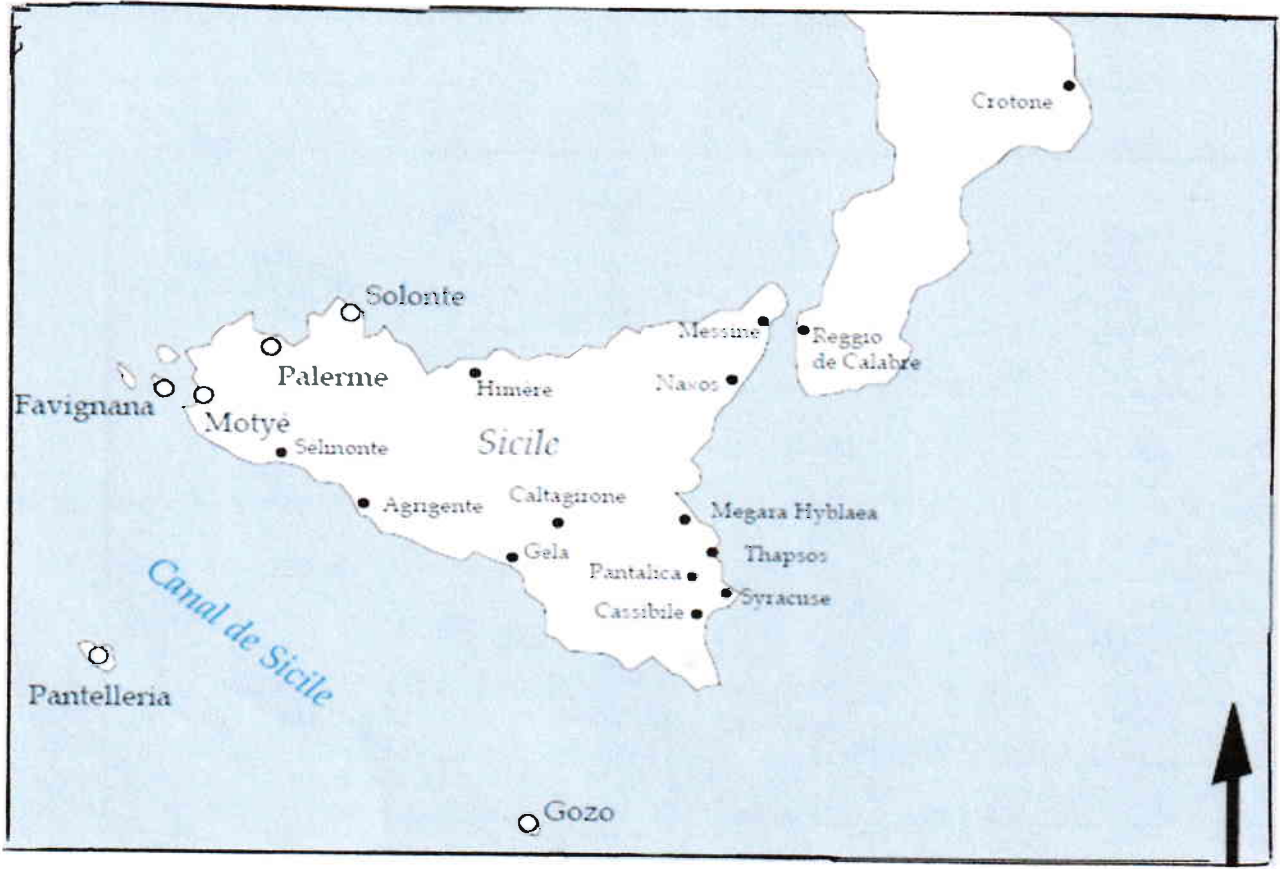 Crotone
Solonte
Messine
Reggio
de Calabre
Palerme
Himère
Naxos
Favignana
Motyé
Selinonte
Sicile
Caltagirone
Agrigente
Megara Hyblaea
Gela
Thapsos
Pantalica
Syracuse
Cassibile
Canal de Sicile
Pantelleria
Gozo